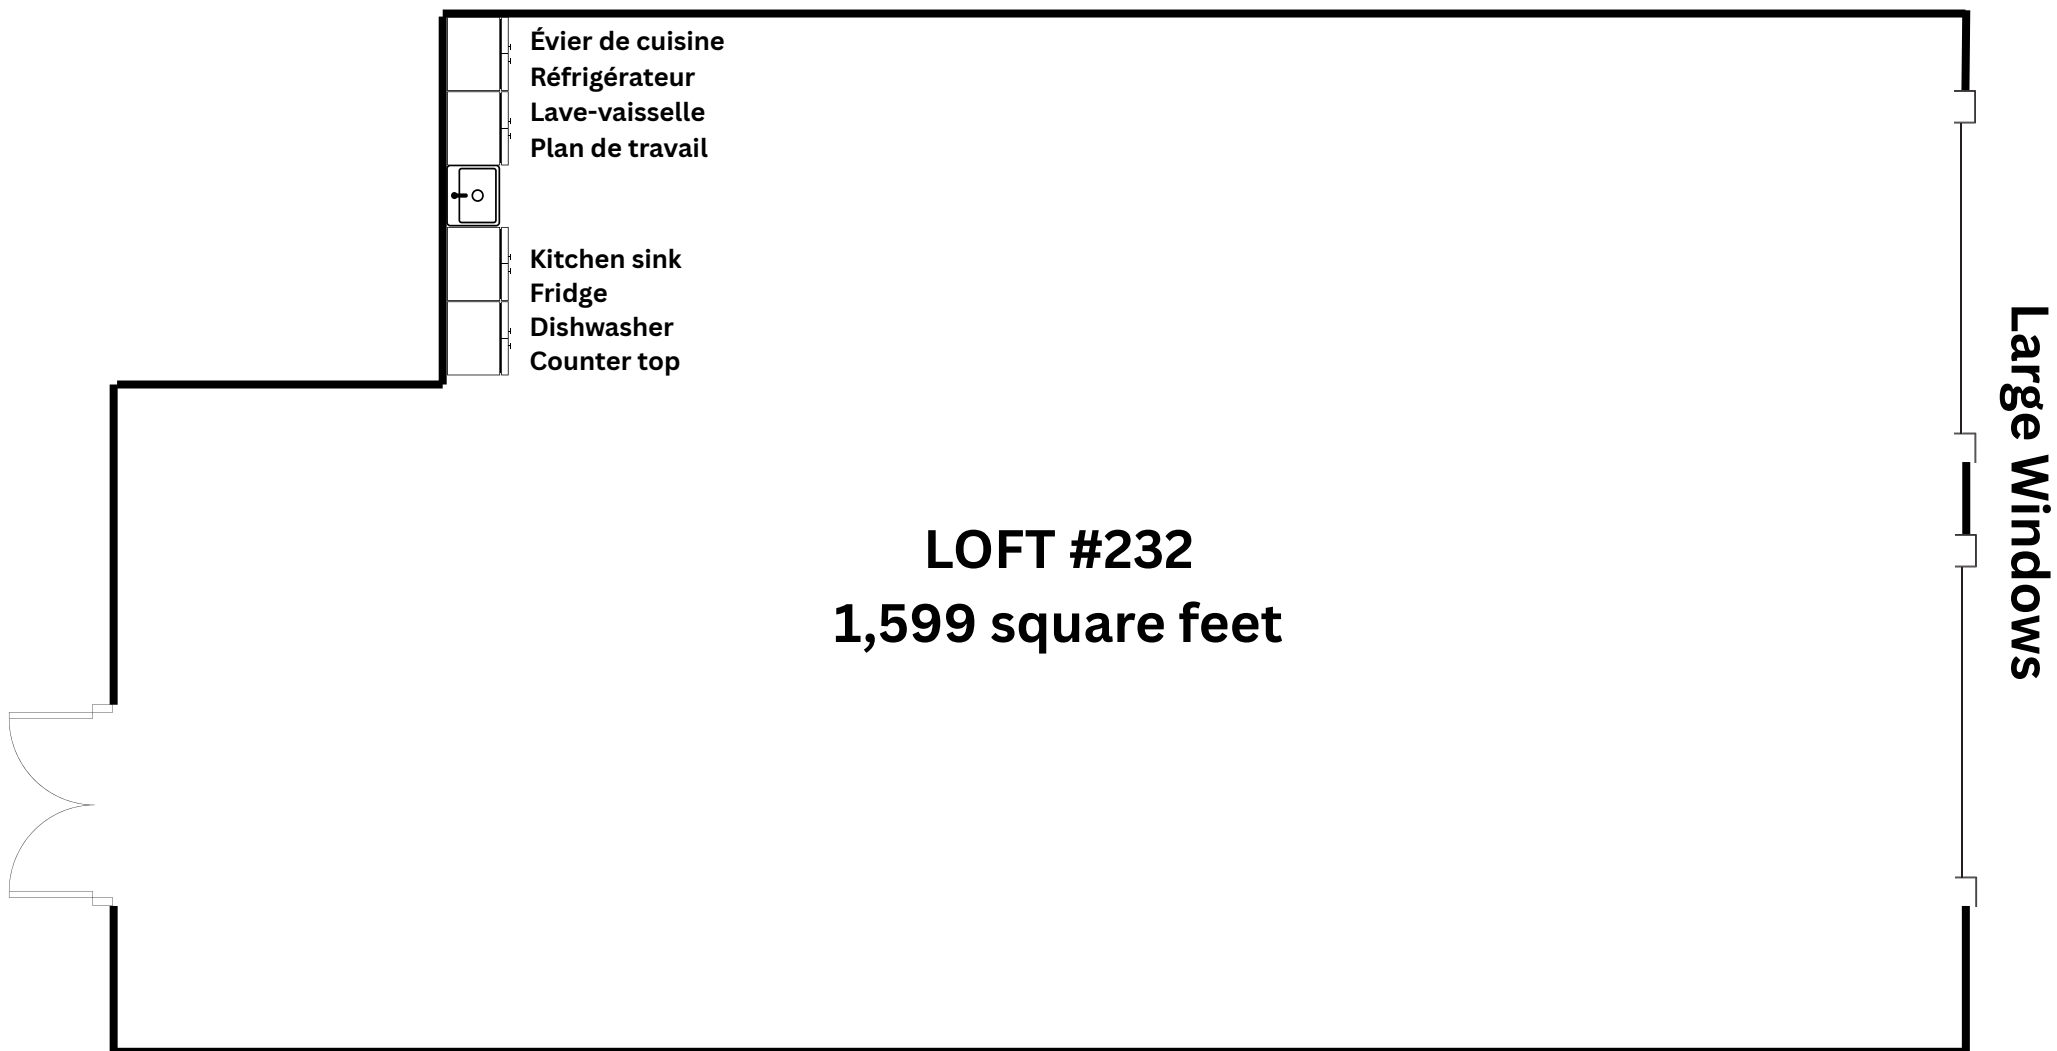 Évier de cuisine
Réfrigérateur
Lave-vaisselle
Plan de travail
Kitchen sink
Fridge
Dishwasher
Counter top
LOFT #232
1,599 square feet
Large Windows